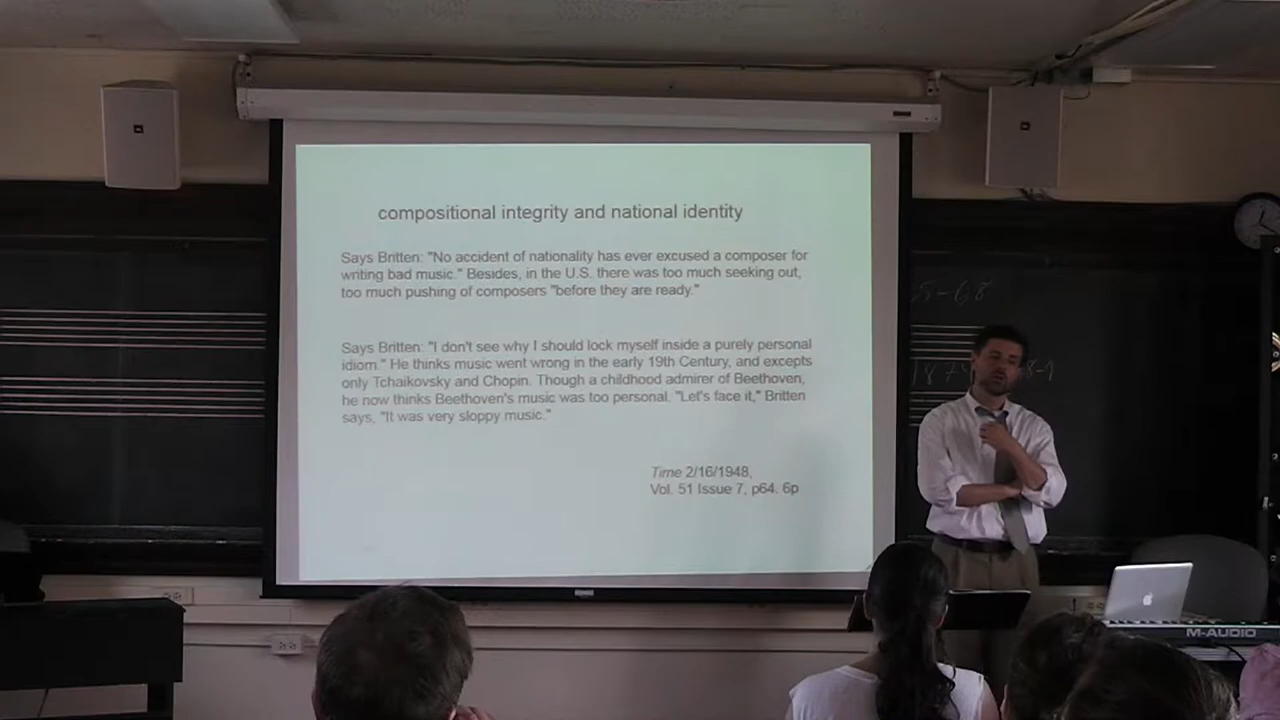 compositional integrity and national identity
Says Britten: "No accident of nationality has ever excused a composer for
writing bad music." Besides, in the U.S. there was too much seeking out,
too much pushing of composers "before they are ready."
Says Britten: "I don't see why I should lock myself inside a purely personal
idiom." He thinks music went wrong in the early 19th Century, and excepts
only Tchaikovsky and Chopin. Though a childhood admirer of Beethoven,
he now thinks Beethoven's music was too personal. "Let's face it," Britten
says, "It was very sloppy music."
Time 2/16/1948,
Vol. 51 Issue 7, p64. 6p
M-AUDIO